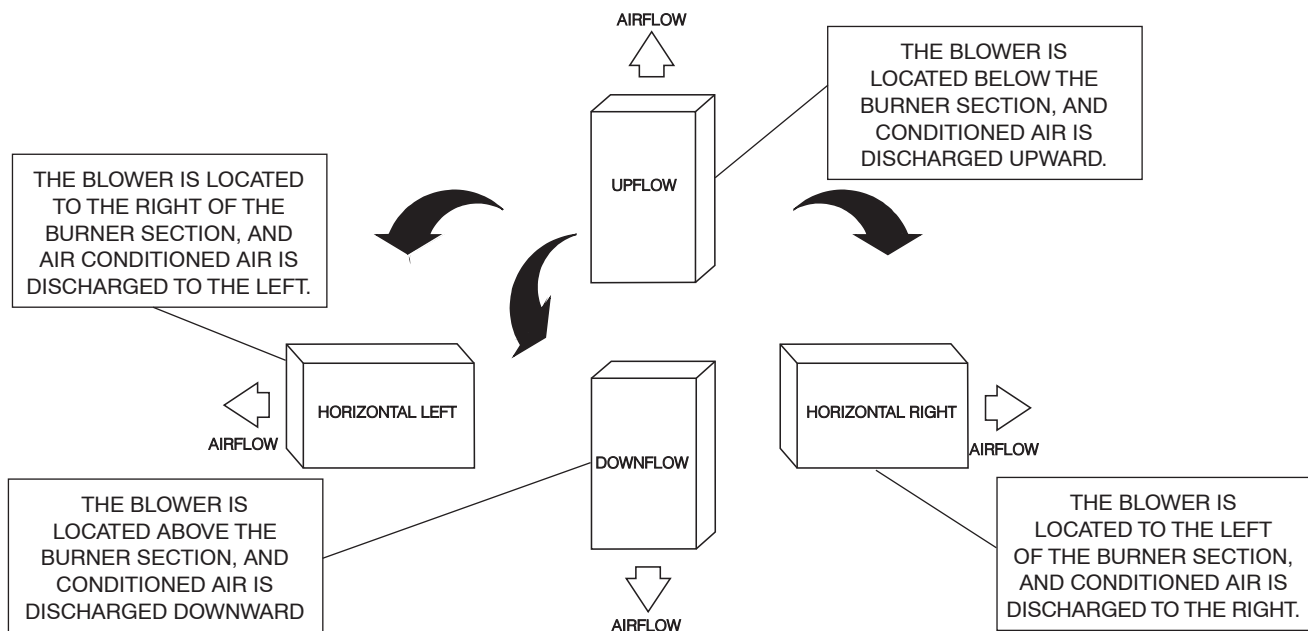 AIRFLOW
THE BLOWER IS
LOCATED BELOW THE
BURNER SECTION, AND
CONDITIONED AIR IS
DISCHARGED UPWARD.
THE BLOWER IS LOCATED
TO THE RIGHT OF THE
BURNER SECTION, AND
AIR CONDITIONED AIR IS
DISCHARGED TO THE LEFT.
UPFLOW
HORIZONTAL LEFT
AIRFLOW
DOWNFLOW
HORIZONTAL RIGHT
AIRFLOW
THE BLOWER IS
LOCATED ABOVE THE
BURNER SECTION, AND
CONDITIONED AIR IS
DISCHARGED DOWNWARD
AIRFLOW
THE BLOWER IS
LOCATED TO THE LEFT
OF THE BURNER SECTION,
AND CONDITIONED AIR IS
DISCHARGED TO THE RIGHT.